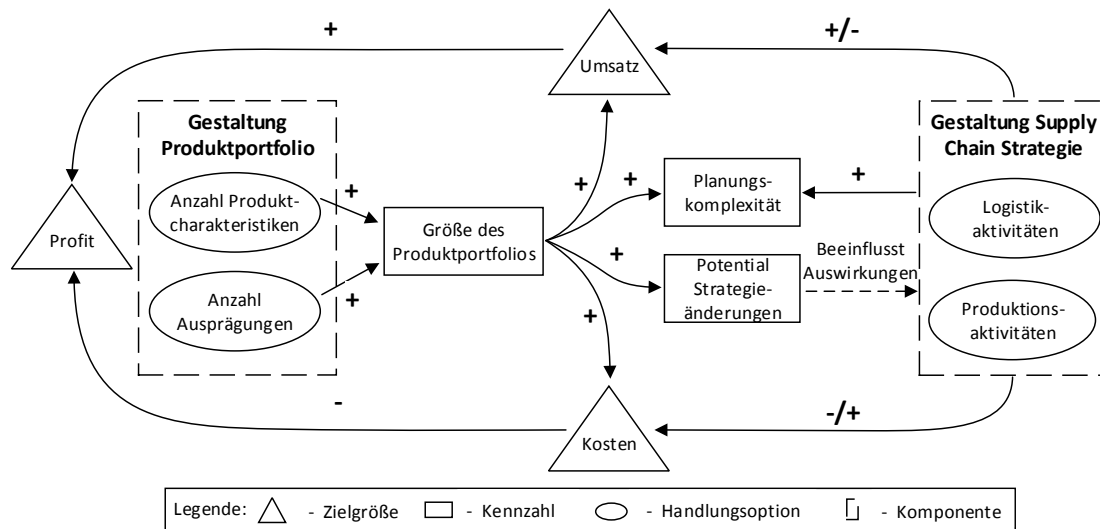 +
+/-
Umsatz
Gestaltung
Produktportfolio
Gestaltung Supply
Chain Strategie
Anzahl Produkt-
charakteristiken
+
Profit
Anzahl
Ausprägungen
+
Größe des
Produktportfolios
+
+
+
+
Planungs-
komplexität
+
Potential
Strategie-
änderungen
Beeinflusst
Auswirkungen
Logistik-
aktivitäten
Produktions-
aktivitäten
-
Kosten
-/+
Legende:
- Zielgröße
- Kennzahl
- Handlungsoption
- Komponente